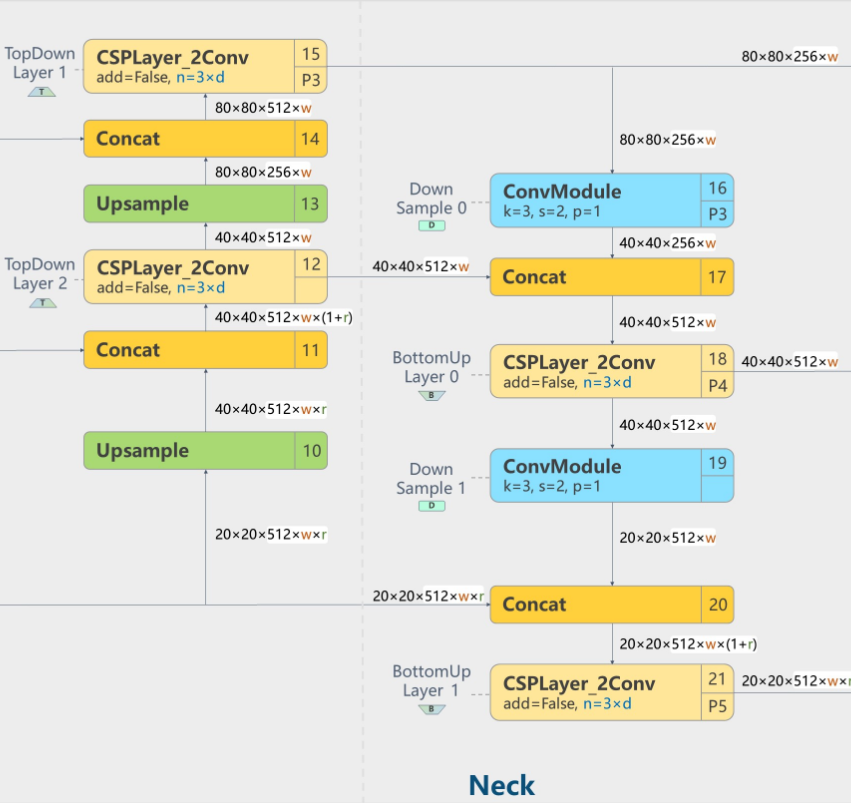 TopDown
Layer 1
T
CSPLayer_2Conv
add=False, n=3×d
15
P3
80×80×512×w
Concat
14
80×80×256×w
Upsample
13
40×40×512×w
TopDown
Layer 2
T
CSPLayer_2Conv
add=False, n=3×d
12
40×40×512×w×(1+r)
Concat
11
40×40×512×w×r
Upsample
10
20×20×512×w×r
80×80×256×w
80×80×256×w
Down
Sample 0
D
ConvModule
k=3, s=2, p=1
16
P3
40×40×256×w
40×40×512×w
Concat
17
40×40×512×w
BottomUp
Layer 0
B
CSPLayer_2Conv
add=False, n=3×d
18
P4
40×40×512×w
40×40×512×w
Down
Sample 1
D
ConvModule
k=3, s=2, p=1
19
20×20×512×w
20×20×512×w×r
Concat
20
20×20×512×w×(1+r)
BottomUp
Layer 1
B
CSPLayer_2Conv
add=False, n=3×d
21
P5
20×20×512×w×r
Neck